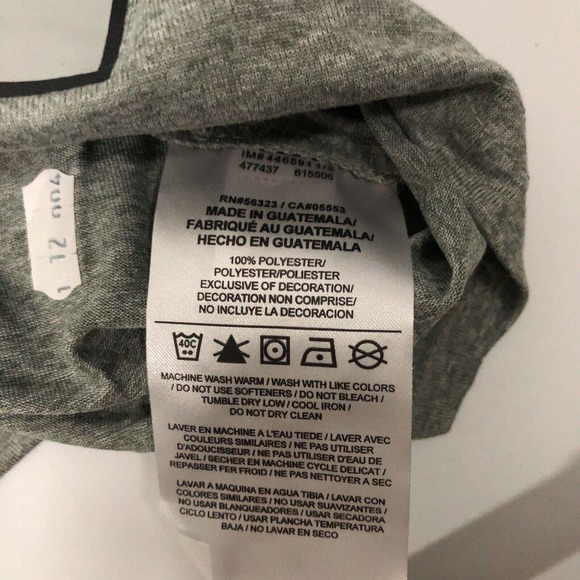 477437 615506
RN#56323 / CA#05553
MADE IN GUATEMALA/
FABRIQUÉ AU GUATEMALA/
HECHO EN GUATEMALA
100% POLYESTER/
POLYESTER/POLIESTER
EXCLUSIVE OF DECORATION/
DECORATION NON COMPRISE/
NO INCLUYE LA DECORACION
40C
MACHINE WASH WARM / WASH WITH LIKE COLORS
/ DO NOT USE SOFTENERS / DO NOT BLEACH /
TUMBLE DRY LOW / COOL IRON /
DO NOT DRY CLEAN
LAVER EN MACHINE A L'EAU TIEDE / LAVER AVEC
COULEURS SIMILAIRES / NE PAS UTILISER
D'ADOUCISSEUR / NE PAS UTILISER D'EAU DE
JAVEL / SECHER EN MACHINE CYCLE DELICAT /
REPASSER FER FROID / NE PAS NETTOYER A SEC
LAVAR A MAQUINA EN AGUA TIBIA / LAVAR CON
COLORES SIMILARES / NO USAR SUAVIZANTES /
NO USAR BLANQUEADORES / USAR SECADORA
CICLO LENTO / USAR PLANCHA TEMPERATURA
BAJA / NO LAVAR EN SECO